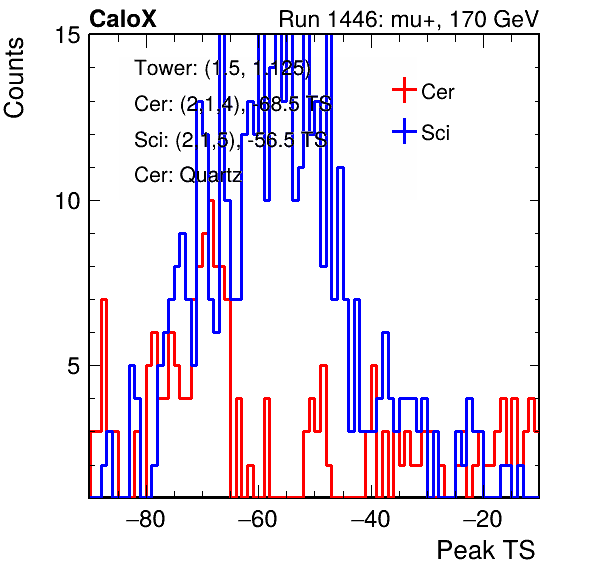 CaloX Run 1446: mu+, 170 GeV
Counts
15
Tower: (1.5, 1.125)
Cer: (2,1,4), -68.5 TS
Sci: (2,1,5), -56.5 TS
Cer: Quartz
Cer
Sci
10
5
−80 −60 −40 −20
Peak TS